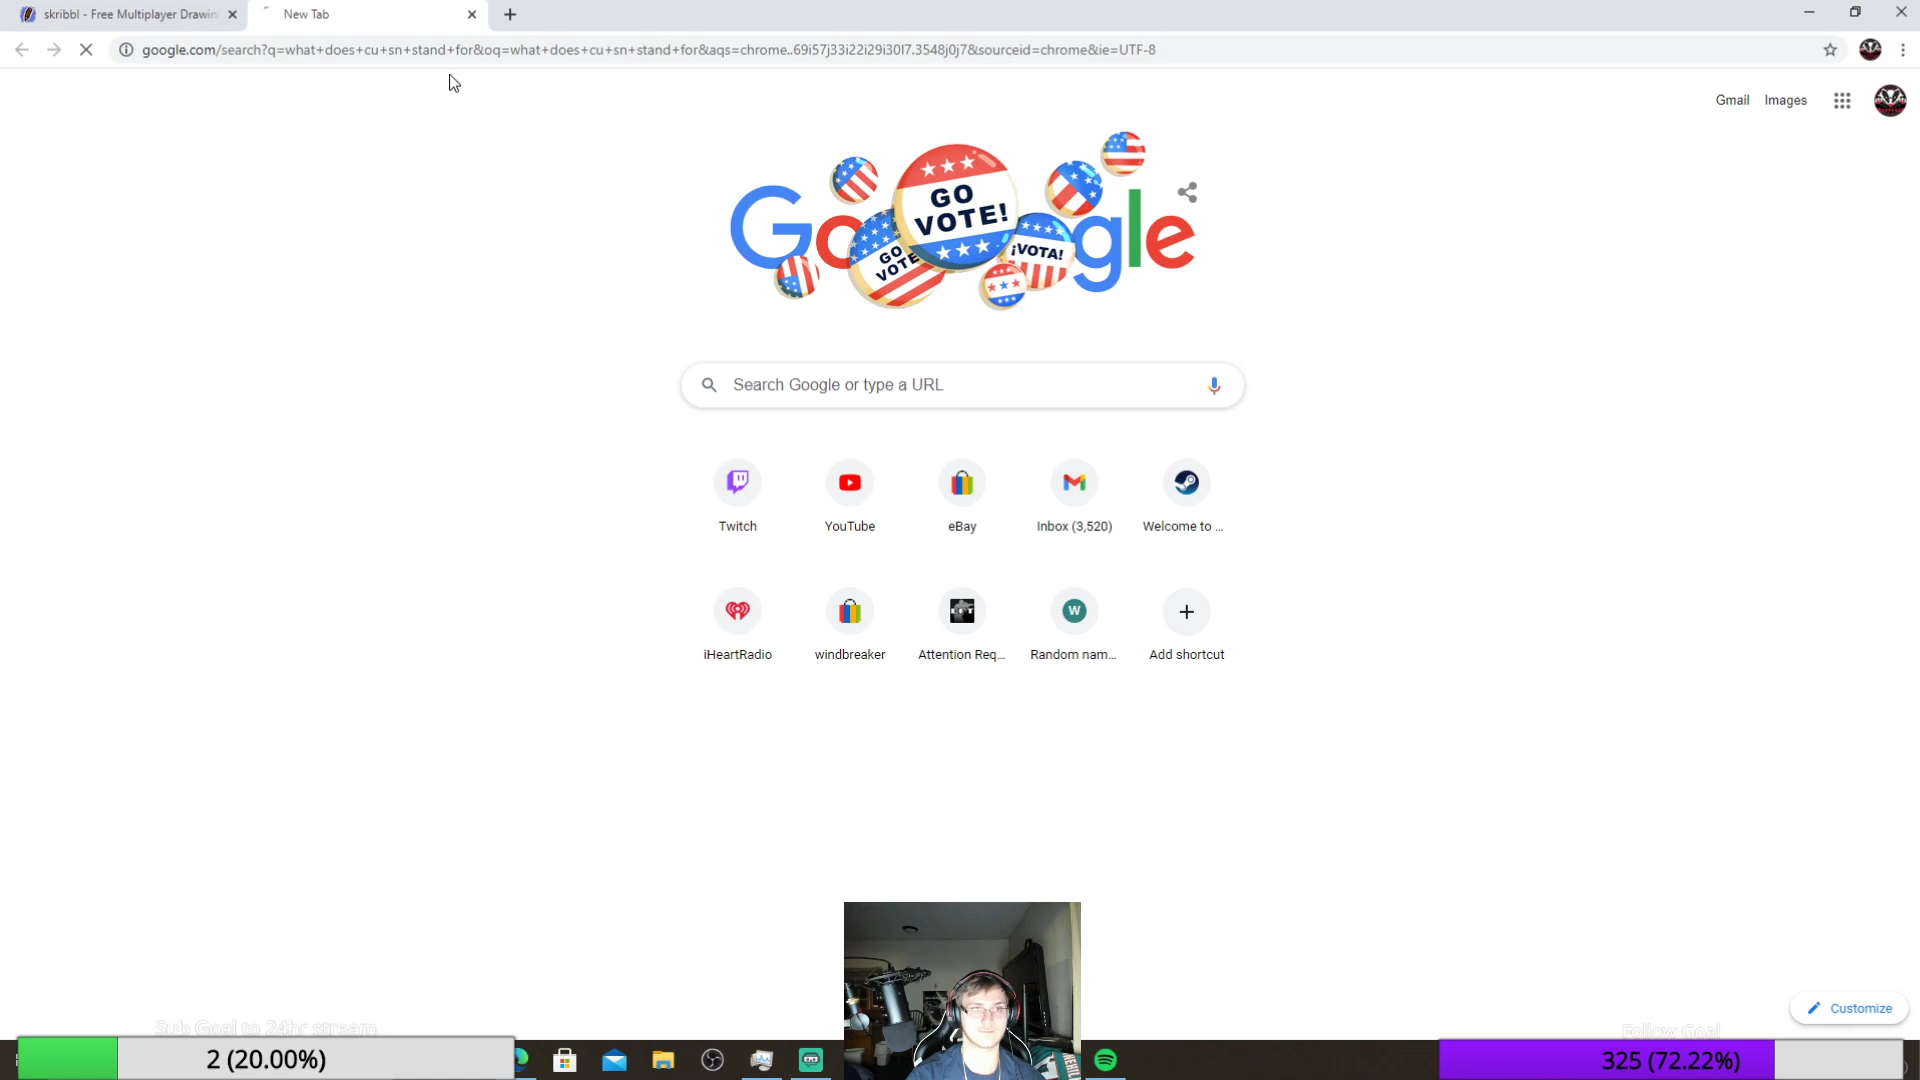 skribbl - Free Multiplayer Drawin
New Tab
google.com/search?q=what+does+cu+sn+stand+for&oq=what+does+cu+sn+stand+for&aqs=chrome..69i57j33i22i29i30l7.3548j0j7&sourceid=chrome&ie=UTF-8
Gmail Images
Google
GO VOTE!
GO VOTE
¡VOTA!
Search Google or type a URL
Twitch YouTube eBay Inbox (3,520) Welcome to ...
W
iHeartRadio windbreaker Attention Req... Random nam... Add shortcut
Customize
Sub Goal to 24hr stream
Follow Goal
2 (20.00%)
325 (72.22%)